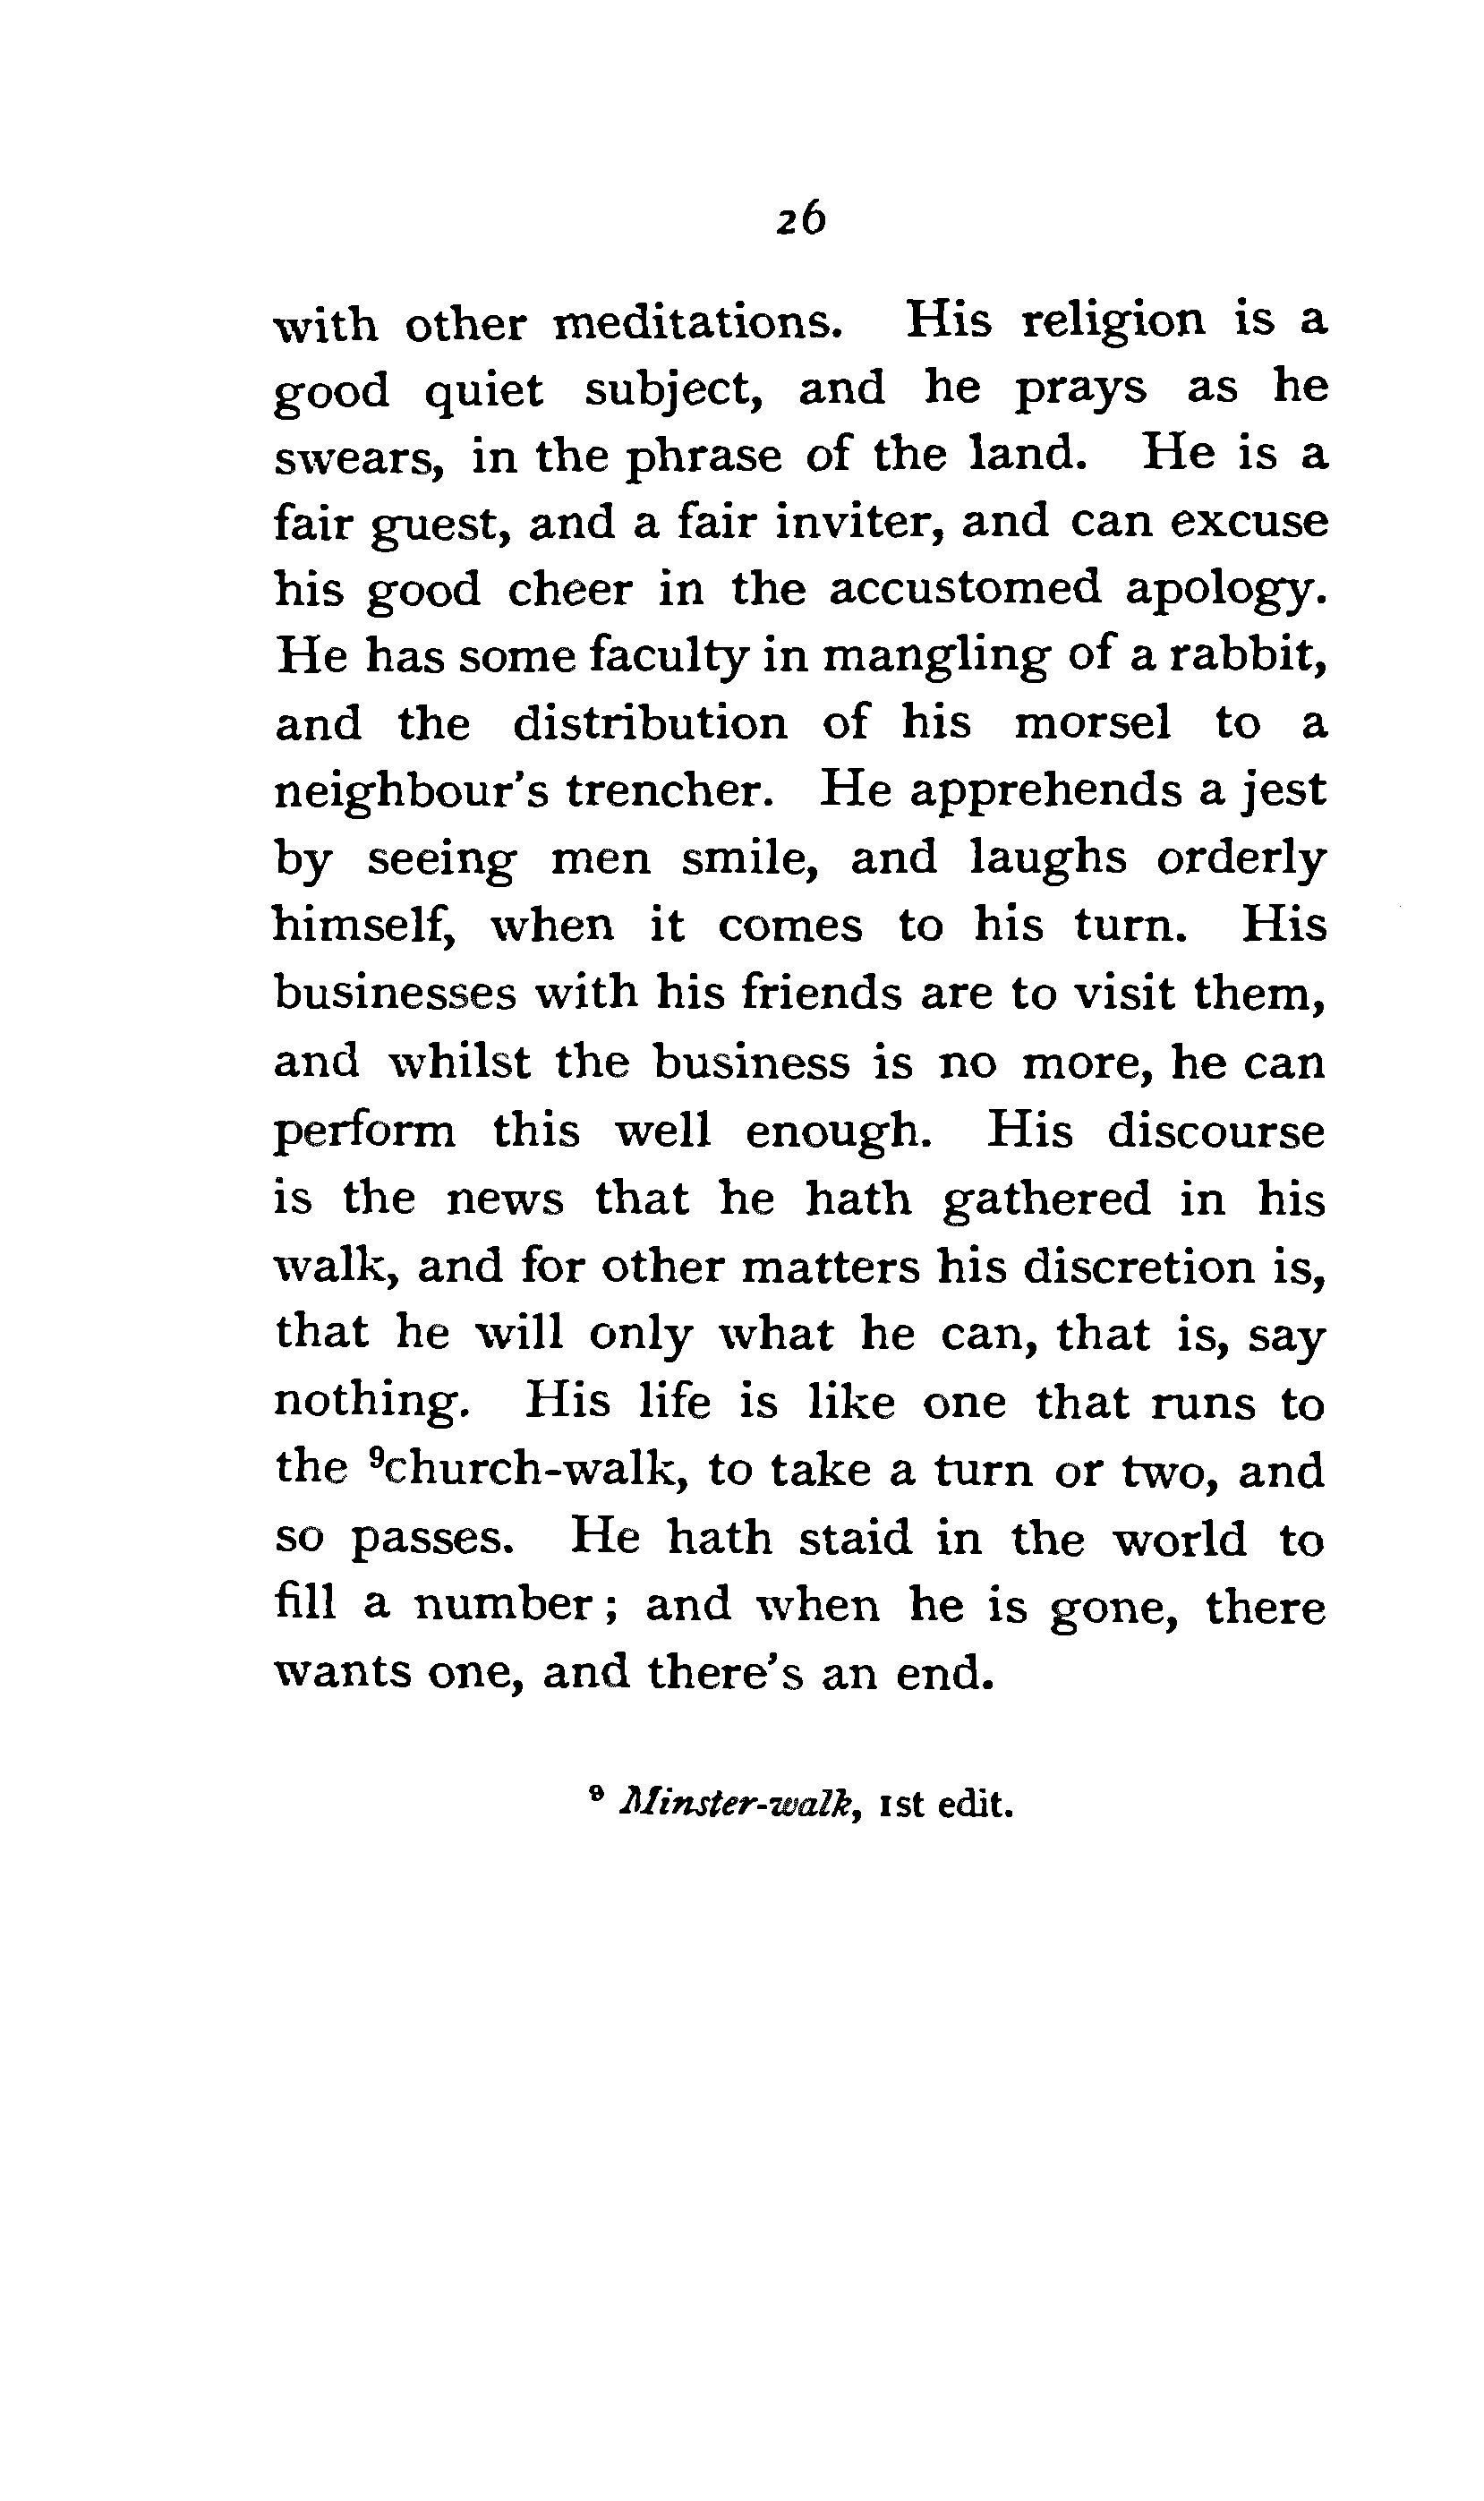 26
with other meditations. His religion is a
good quiet subject, and he prays as he
swears, in the phrase of the land. He is a
fair guest, and a fair inviter, and can excuse
his good cheer in the accustomed apology.
He has some faculty in mangling of a rabbit,
and the distribution of his morsel to a
neighbour's trencher. He apprehends a jest
by seeing men smile, and laughs orderly
himself, when it comes to his turn. His
businesses with his friends are to visit them,
and whilst the business is no more, he can
perform this well enough. His discourse
is the news that he hath gathered in his
walk, and for other matters his discretion is,
that he will only what he can, that is, say
nothing. His life is like one that runs to
the ⁹church-walk, to take a turn or two, and
so passes. He hath staid in the world to
fill a number; and when he is gone, there
wants one, and there's an end.
⁹ Minster-walk, 1st edit.